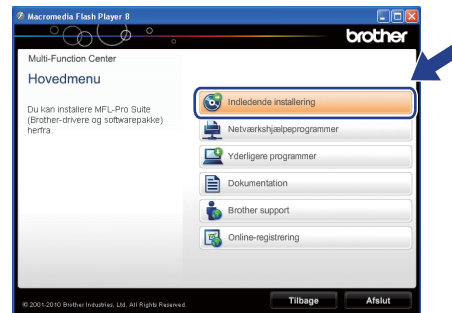 Macromedia Flash Player 8
brother
Multi-Function Center
Hovedmenu
Du kan installere MFL-Pro Suite
(Brother-drivere og softwarepakke)
herfra.
Indledende installering
Netværkshjælpeprogrammer
Yderligere programmer
Dokumentation
Brother support
Online-registrering
© 2001-2010 Brother Industries, Ltd. All Rights Reserved.
Tilbage
Afslut